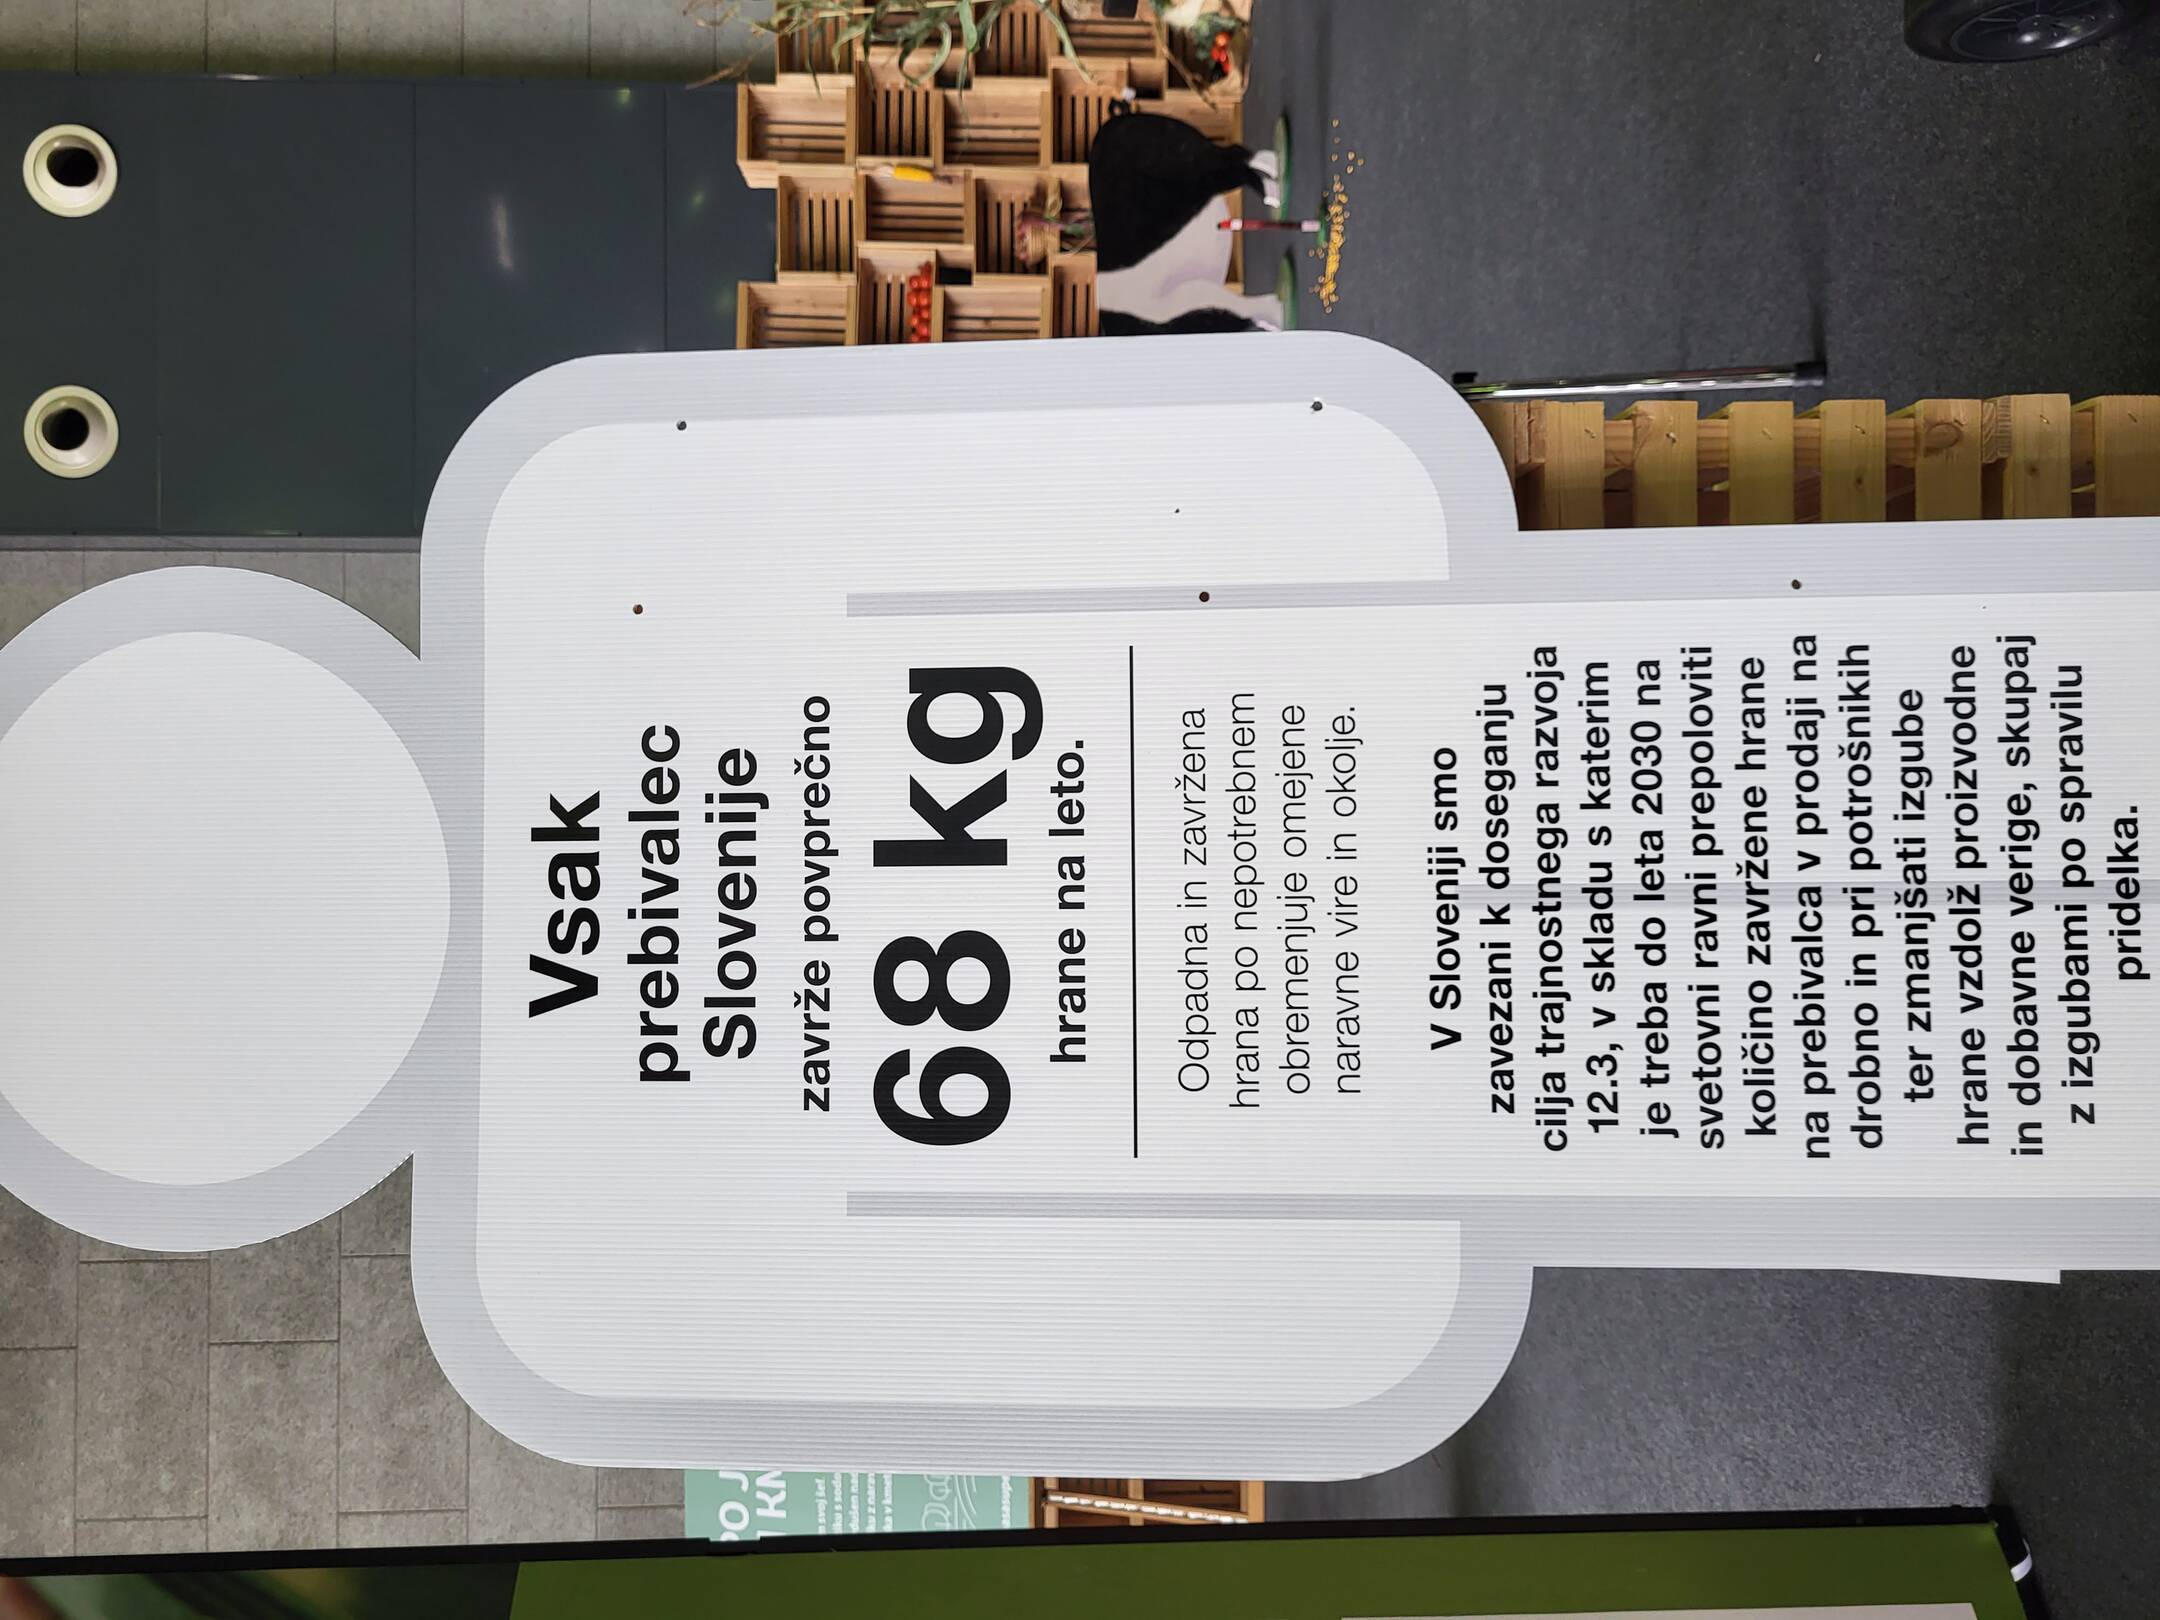 Vsak
prebivalec
Slovenije
zavrže povprečno
68 kg
hrane na leto.
Odpadna in zavržena
hrana po nepotrebnem
obremenjuje omejene
naravne vire in okolje.
V Sloveniji smo
zavezani k doseganju
cilja trajnostnega razvoja
12.3, v skladu s katerim
je treba do leta 2030 na
svetovni ravni prepoloviti
količino zavržene hrane
na prebivalca v prodaji na
drobno in pri potrošnikih
ter zmanjšati izgube
hrane vzdolž proizvodne
in dobavne verige, skupaj
z izgubami po spravilu
pridelka.